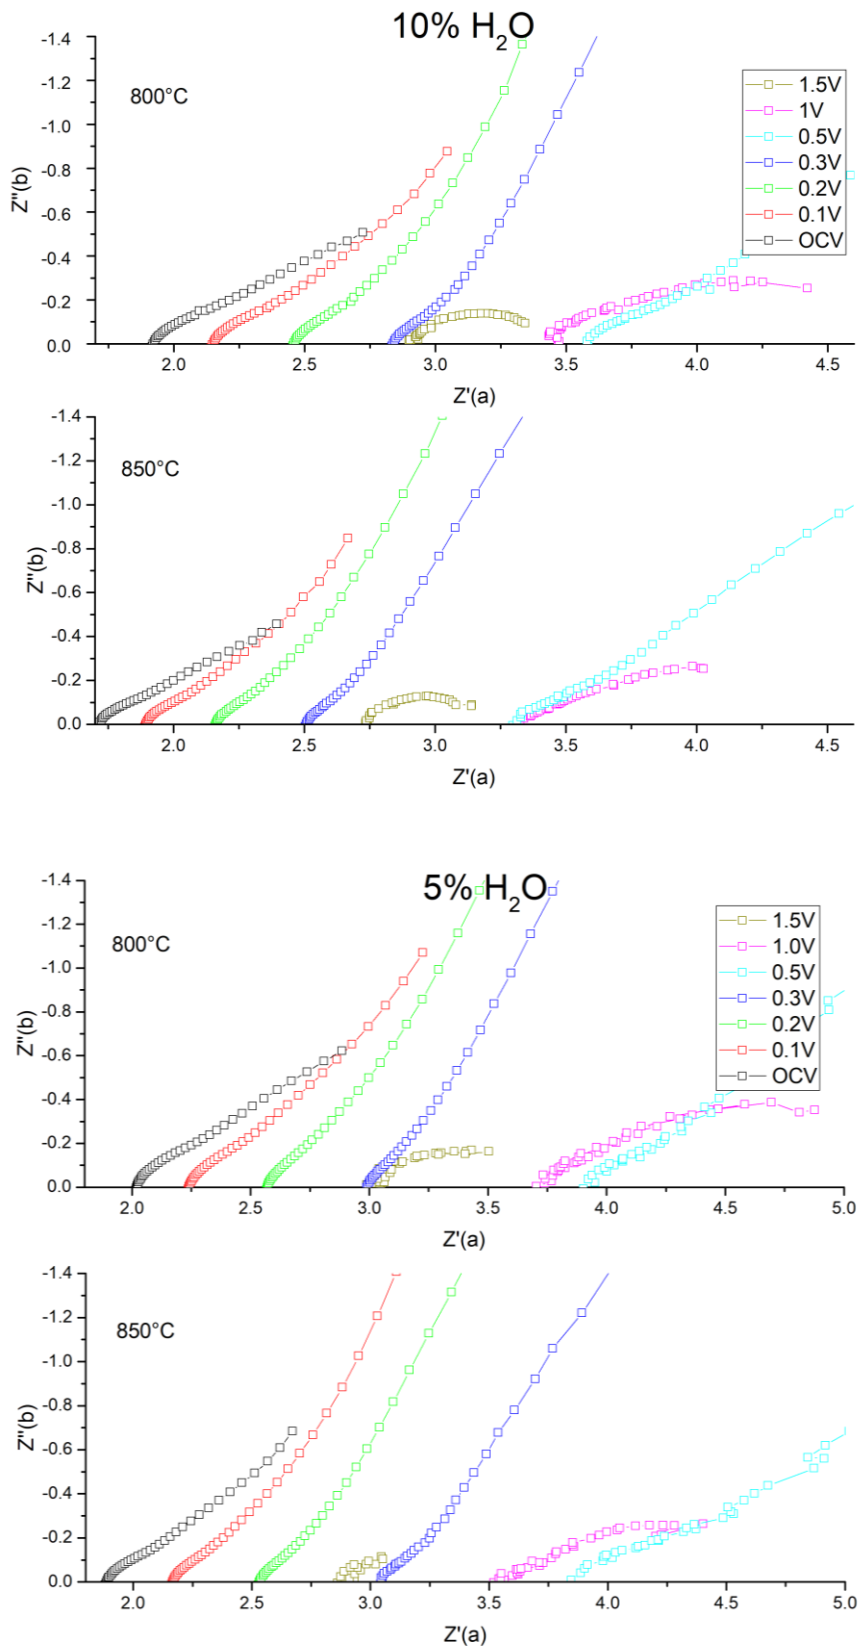 10% H₂O
-1.4
-1.2
-1.0
-0.8
-0.6
-0.4
-0.2
0.0
Z"(b)
800°C
1.5V
1V
0.5V
0.3V
0.2V
0.1V
OCV
2.0 2.5 3.0 3.5 4.0 4.5
Z'(a)
-1.4
-1.2
-1.0
-0.8
-0.6
-0.4
-0.2
0.0
Z"(b)
850°C
2.0 2.5 3.0 3.5 4.0 4.5
Z'(a)
5% H₂O
-1.4
-1.2
-1.0
-0.8
-0.6
-0.4
-0.2
0.0
Z"(b)
800°C
1.5V
1.0V
0.5V
0.3V
0.2V
0.1V
OCV
2.0 2.5 3.0 3.5 4.0 4.5 5.0
Z'(a)
-1.4
-1.2
-1.0
-0.8
-0.6
-0.4
-0.2
0.0
Z"(b)
850°C
2.0 2.5 3.0 3.5 4.0 4.5 5.0
Z'(a)